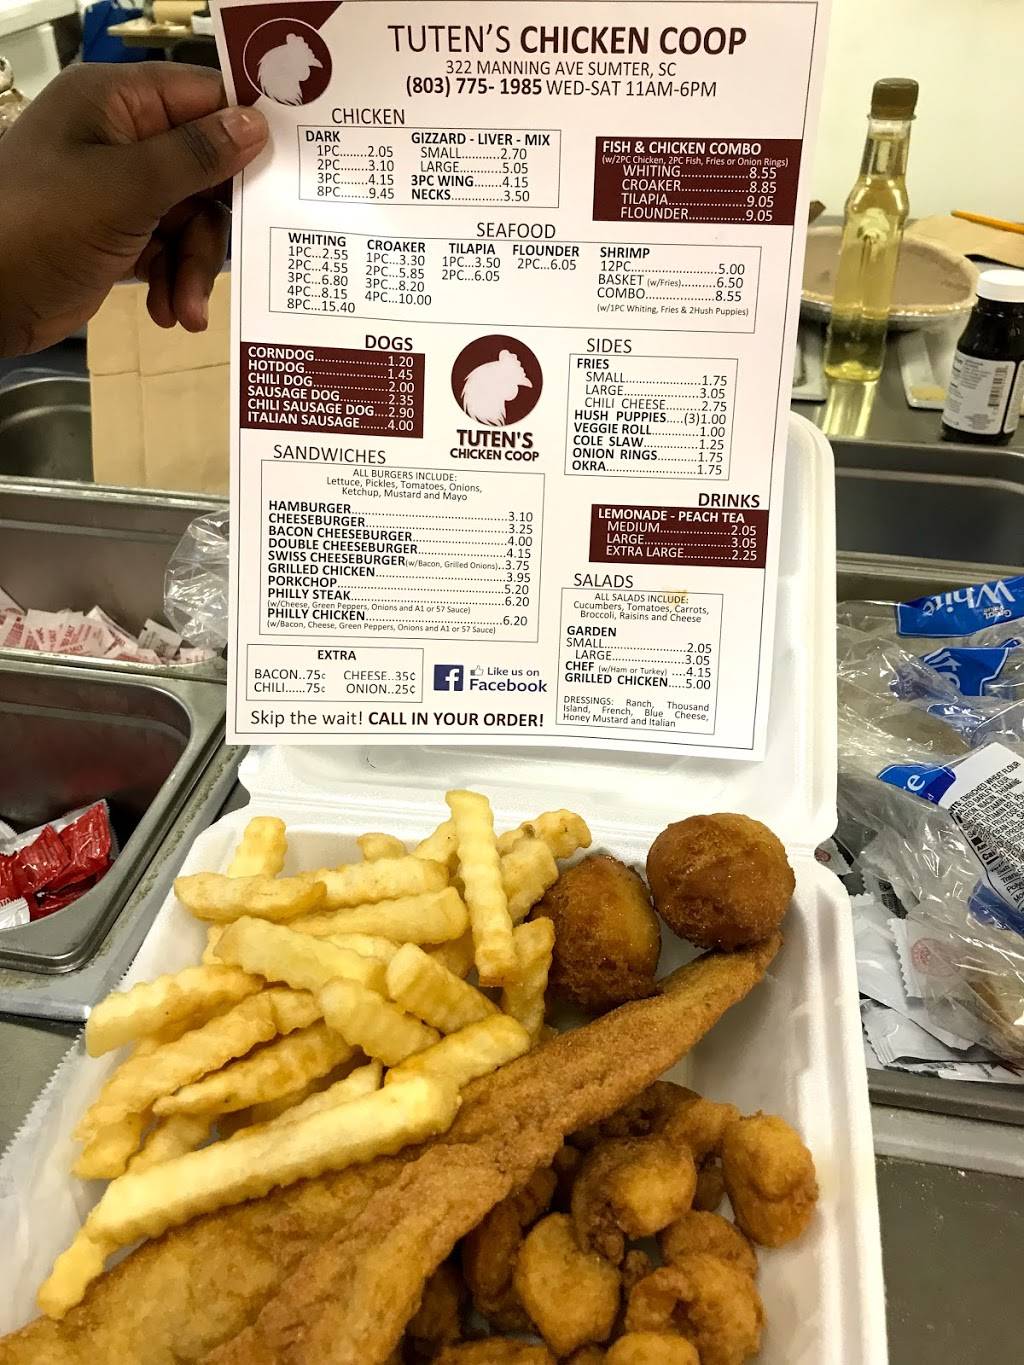 TUTEN'S CHICKEN COOP
322 MANNING AVE SUMTER, SC
(803) 775- 1985 WED-SAT 11AM-6PM
CHICKEN
DARK
1PC........2.05
2PC........3.10
3PC........4.15
8PC........9.45
GIZZARD - LIVER - MIX
SMALL...........2.70
LARGE...........5.05
3PC WING........4.15
NECKS...............3.50
FISH & CHICKEN COMBO
(w/2PC Chicken, 2PC Fish, Fries or Onion Rings)
WHITING....................8.55
CROAKER....................8.85
TILAPIA.......................9.05
FLOUNDER...................9.05
SEAFOOD
WHITING
1PC...2.55
2PC...4.55
3PC...6.80
4PC...8.15
8PC...15.40
CROAKER
1PC...3.30
2PC...5.85
3PC...8.20
4PC...10.00
TILAPIA
1PC...3.50
2PC...6.05
FLOUNDER
2PC...6.05
SHRIMP
12PC.........................5.00
BASKET (w/Fries)..........6.50
COMBO....................8.55
(w/1PC Whiting, Fries & 2Hush Puppies)
DOGS
CORNDOG.....................1.20
HOTDOG........................1.45
CHILI DOG......................2.00
SAUSAGE DOG...............2.35
CHILI SAUSAGE DOG....2.90
ITALIAN SAUSAGE........4.00
TUTEN'S
CHICKEN COOP
SIDES
FRIES
SMALL......................1.75
LARGE......................3.05
CHILI CHEESE.........2.75
HUSH PUPPIES.....(3)1.00
VEGGIE ROLL...............1.00
COLE SLAW.................1.25
ONION RINGS............1.75
OKRA..........................1.75
SANDWICHES
ALL BURGERS INCLUDE:
Lettuce, Pickles, Tomatoes, Onions,
Ketchup, Mustard and Mayo
HAMBURGER.......................................3.10
CHEESEBURGER...................................3.25
BACON CHEESEBURGER........................4.00
DOUBLE CHEESEBURGER.......................4.15
SWISS CHEESEBURGER(w/Bacon, Grilled Onions)..3.75
GRILLED CHICKEN................................3.95
PORKCHOP..........................................5.20
PHILLY STEAK......................................6.20
(w/Cheese, Green Peppers, Onions and A1 or 57 Sauce)
PHILLY CHICKEN...................................6.20
(w/Bacon, Cheese, Green Peppers, Onions and A1 or 57 Sauce)
DRINKS
LEMONADE - PEACH TEA
MEDIUM....................2.05
LARGE.......................3.05
EXTRA LARGE.............2.25
SALADS
ALL SALADS INCLUDE:
Cucumbers, Tomatoes, Carrots,
Broccoli, Raisins and Cheese
GARDEN
SMALL......................2.05
LARGE......................3.05
CHEF (w/Ham or Turkey) ....4.15
GRILLED CHICKEN.....5.00
DRESSINGS: Ranch, Thousand
Island, French, Blue Cheese,
Honey Mustard and Italian
EXTRA
BACON..75¢ CHEESE..35¢
CHILI......75¢ ONION..25¢
Like us on
Facebook
Skip the wait! CALL IN YOUR ORDER!
White
Great
Value